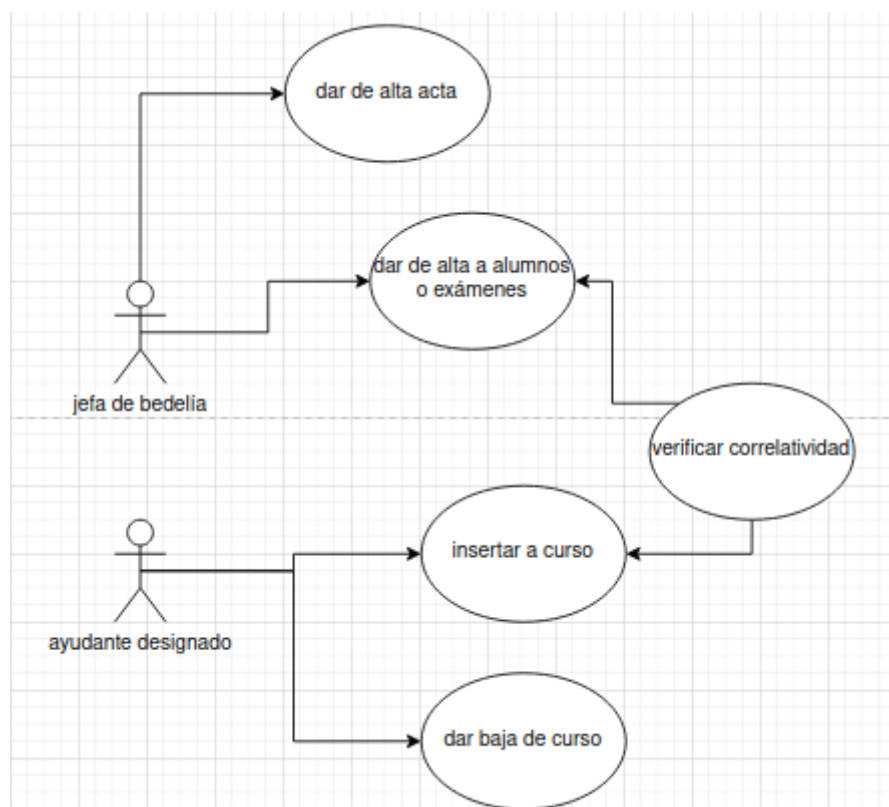 dar de alta acta
dar de alta a alumnos
o exámenes
jefa de bedelía
verificar correlatividad
insertar a curso
ayudante designado
dar baja de curso